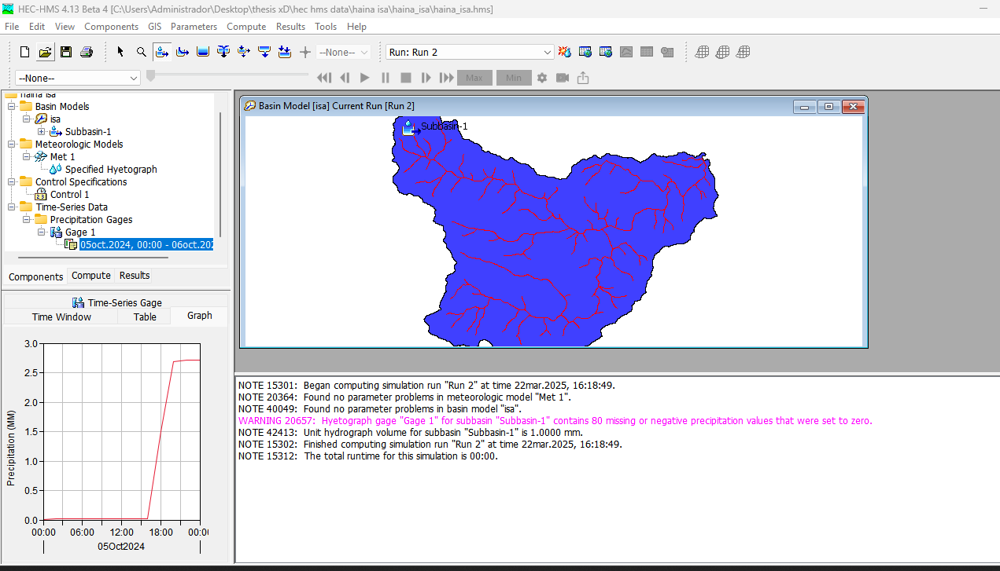 HEC-HMS 4.13 Beta 4 [C:\Users\Administrador\Desktop\thesis xD\hec hms data\haina isa\haina_isa\haina_isa.hms]
File Edit View Components GIS Parameters Compute Results Tools Help
--None-- Run: Run 2
--None-- Max Min
haina isa
Basin Models
isa
Subbasin-1
Meteorologic Models
Met 1
Specified Hyetograph
Control Specifications
Control 1
Time-Series Data
Precipitation Gages
Gage 1
05oct.2024, 00:00 - 06oct.202
Components Compute Results
Time-Series Gage
Time Window Table Graph
3.0
2.5
2.0
1.5
1.0
0.5
0.0
Precipitation (MM)
00:00 06:00 12:00 18:00 00:0
05Oct2024
Basin Model [isa] Current Run [Run 2]
Subbasin-1
NOTE 15301: Began computing simulation run "Run 2" at time 22mar.2025, 16:18:49.
NOTE 20364: Found no parameter problems in meteorologic model "Met 1".
NOTE 40049: Found no parameter problems in basin model "isa".
WARNING 20657: Hyetograph gage "Gage 1" for subbasin "Subbasin-1" contains 80 missing or negative precipitation values that were set to zero.
NOTE 42413: Unit hydrograph volume for subbasin "Subbasin-1" is 1.0000 mm.
NOTE 15302: Finished computing simulation run "Run 2" at time 22mar.2025, 16:18:49.
NOTE 15312: The total runtime for this simulation is 00:00.